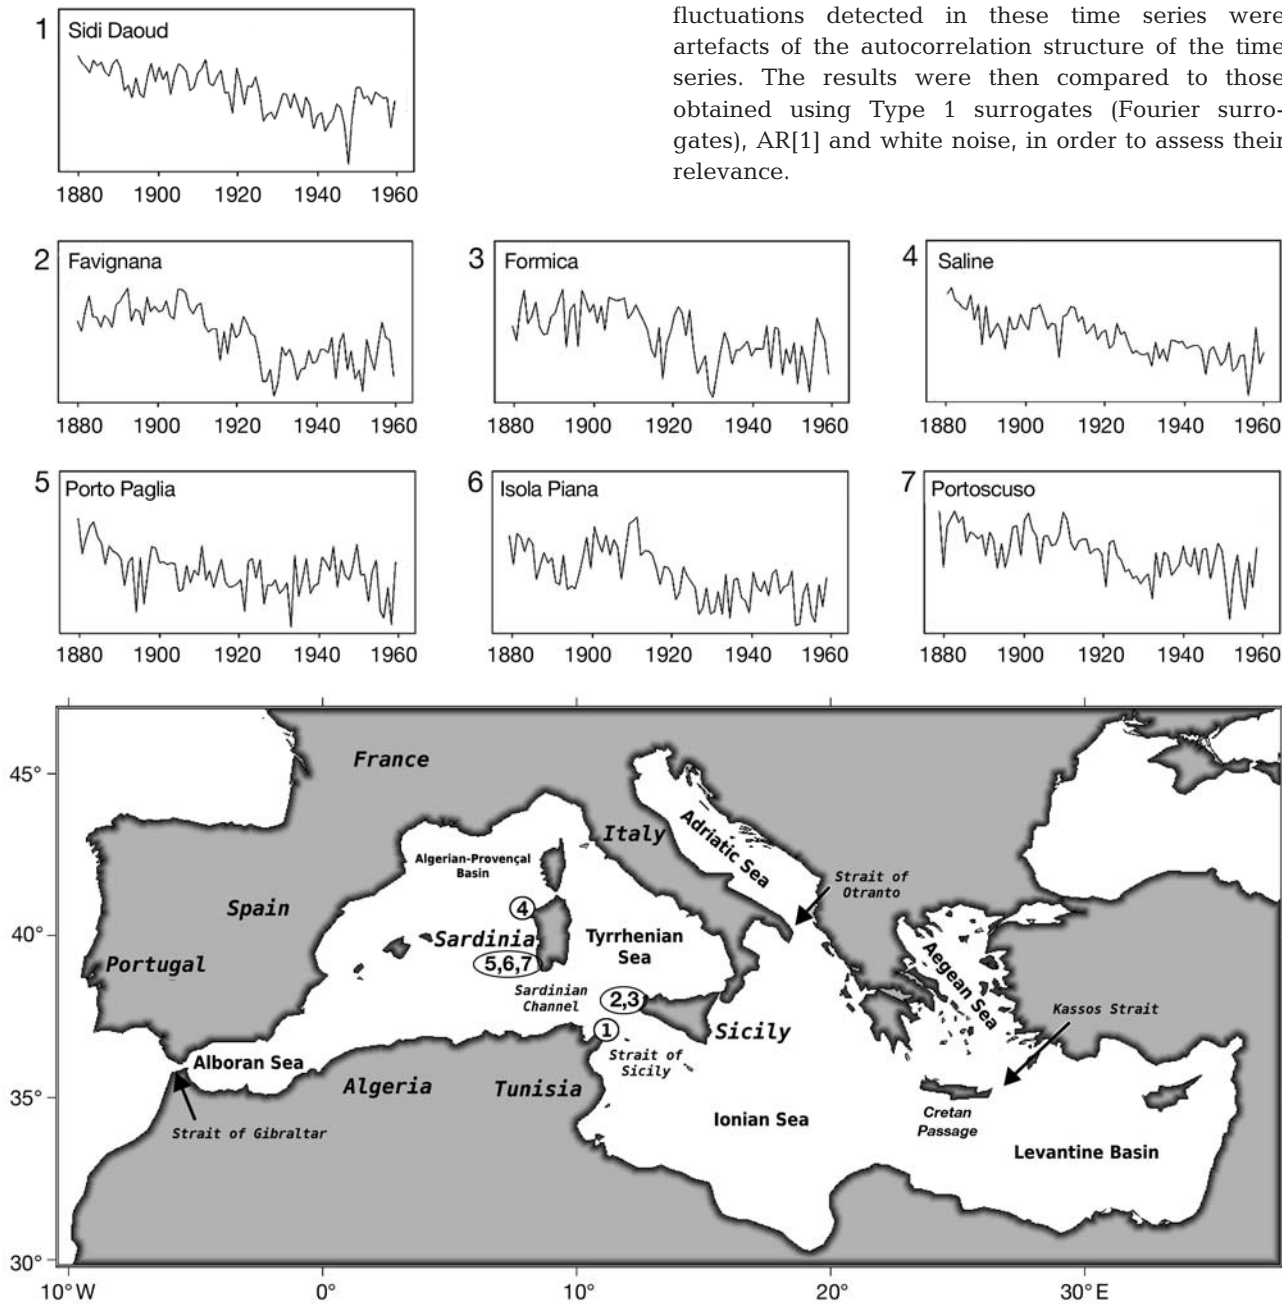 fluctuations detected in these time series were
artefacts of the autocorrelation structure of the time
series. The results were then compared to those
obtained using Type 1 surrogates (Fourier surro-
gates), AR[1] and white noise, in order to assess their
relevance.
1 Sidi Daoud
1880 1900 1920 1940 1960
2 Favignana
1880 1900 1920 1940 1960
3 Formica
1880 1900 1920 1940 1960
4 Saline
1880 1900 1920 1940 1960
5 Porto Paglia
1880 1900 1920 1940 1960
6 Isola Piana
1880 1900 1920 1940 1960
7 Portoscuso
1880 1900 1920 1940 1960
45°
40°
35°
30°
10°W 0° 10° 20° 30°E
France
Italy
Adriatic Sea
Algerian-Provençal
Basin
Strait of
Otranto
4
Spain
Sardinia
Tyrrhenian
Sea
Aegean Sea
Portugal
5,6,7
Sardinian
Channel
2,3
Kassos Strait
1
Sicily
Strait of
Sicily
Alboran Sea
Algeria
Tunisia
Ionian Sea
Cretan
Passage
Strait of Gibraltar
Levantine Basin